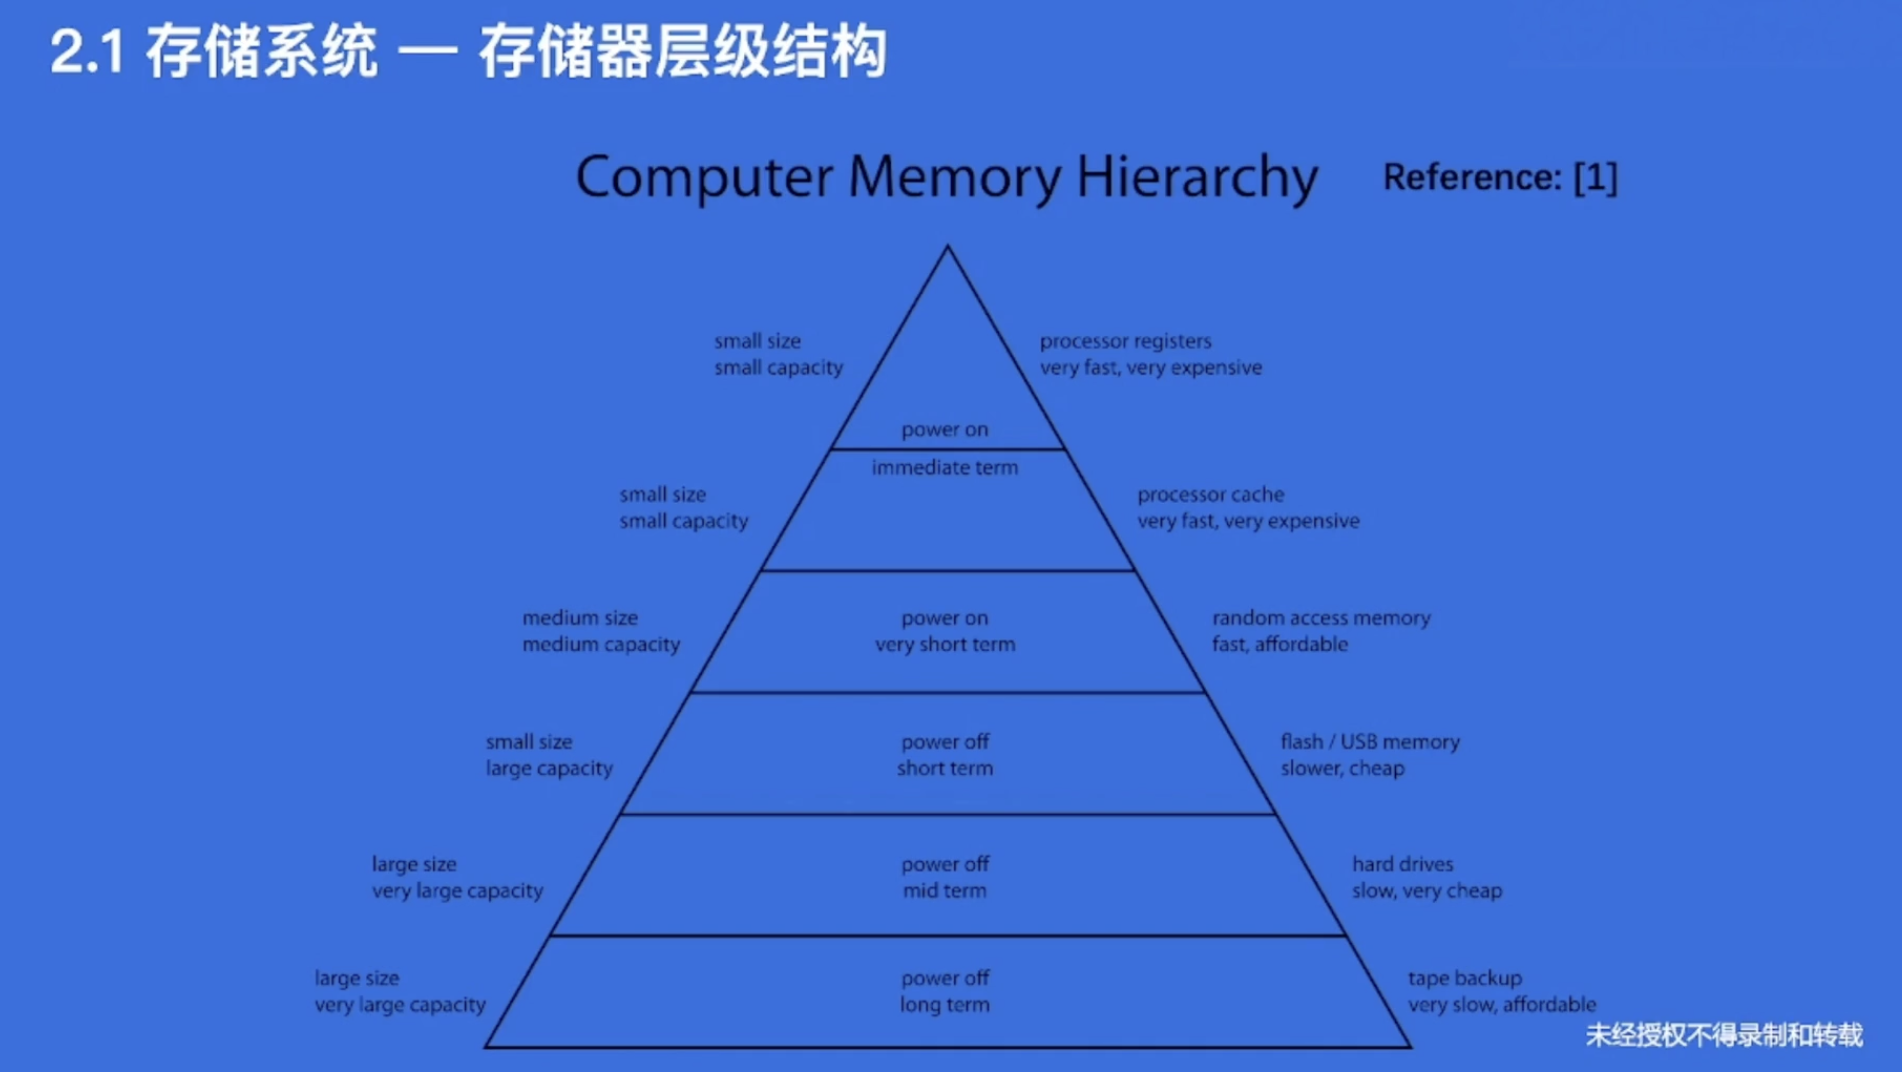 2.1 存储系统 — 存储器层级结构
Computer Memory Hierarchy
Reference: [1]
small size
small capacity
processor registers
very fast, very expensive
power on
immediate term
small size
small capacity
processor cache
very fast, very expensive
medium size
medium capacity
power on
very short term
random access memory
fast, affordable
small size
large capacity
power off
short term
flash / USB memory
slower, cheap
large size
very large capacity
power off
mid term
hard drives
slow, very cheap
large size
very large capacity
power off
long term
tape backup
very slow, affordable
未经授权不得录制和转载